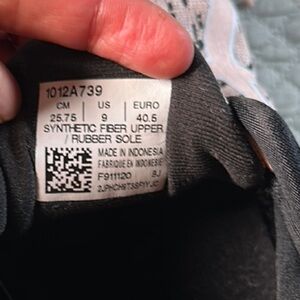 1012A739
CM US EURO
25.75 9 40.5
SYNTHETIC FIBER UPPER
/ RUBBER SOLE
MADE IN INDONESIA
FABRIQUE EN INDONESIE
F911120 BJ